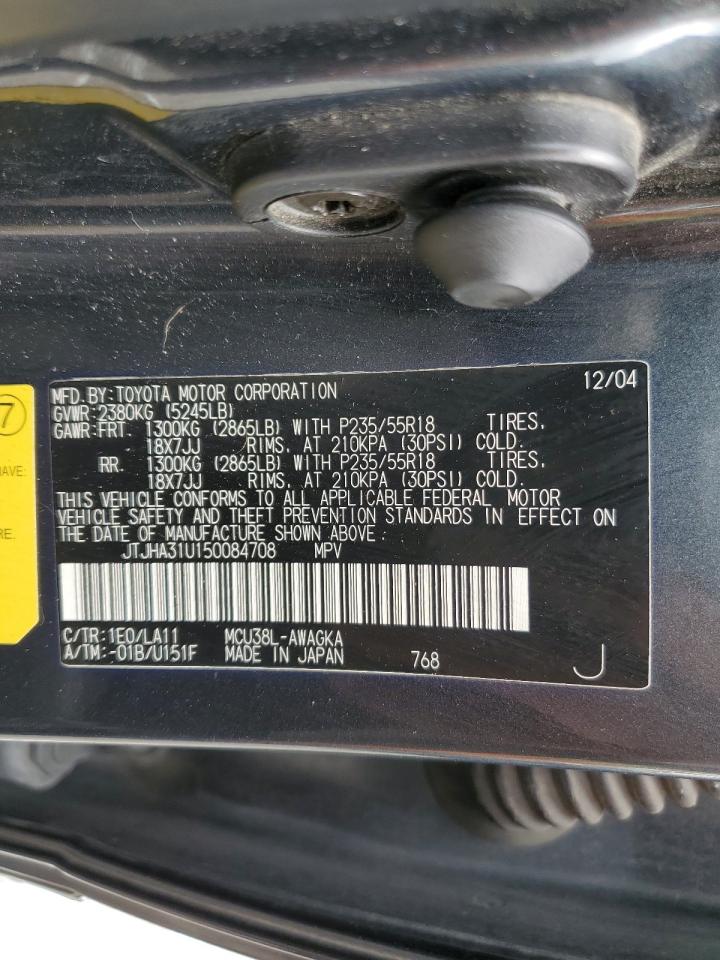 MFD.BY:TOYOTA MOTOR CORPORATION 12/04
GVWR:2380KG (5245LB)
GAWR:FRT 1300KG (2865LB) WITH P235/55R18 TIRES,
18X7JJ RIMS, AT 210KPA (30PSI) COLD.
RR. 1300KG (2865LB) WITH P235/55R18 TIRES,
18X7JJ RIMS, AT 210KPA (30PSI) COLD.
THIS VEHICLE CONFORMS TO ALL APPLICABLE FEDERAL MOTOR
VEHICLE SAFETY AND THEFT PREVENTION STANDARDS IN EFFECT ON
THE DATE OF MANUFACTURE SHOWN ABOVE.
JTJHA31U150084708 MPV
C/TR:1E0/LA11 MCU38L-AWAGKA
A/TM:-01B/U151F MADE IN JAPAN 768 J
7
HAVE:
RE.